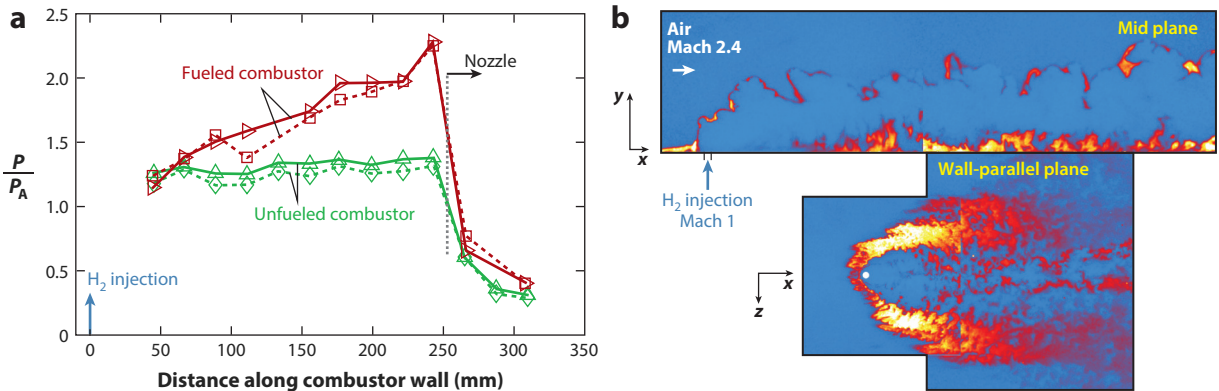 a
2.5
2.0
1.5
1.0
0.5
0
P
P_A
Fueled combustor
Nozzle
Unfueled combustor
H₂ injection
0 50 100 150 200 250 300 350
Distance along combustor wall (mm)
b
Air
Mach 2.4
Mid plane
y
x
H₂ injection
Mach 1
Wall-parallel plane
x
z